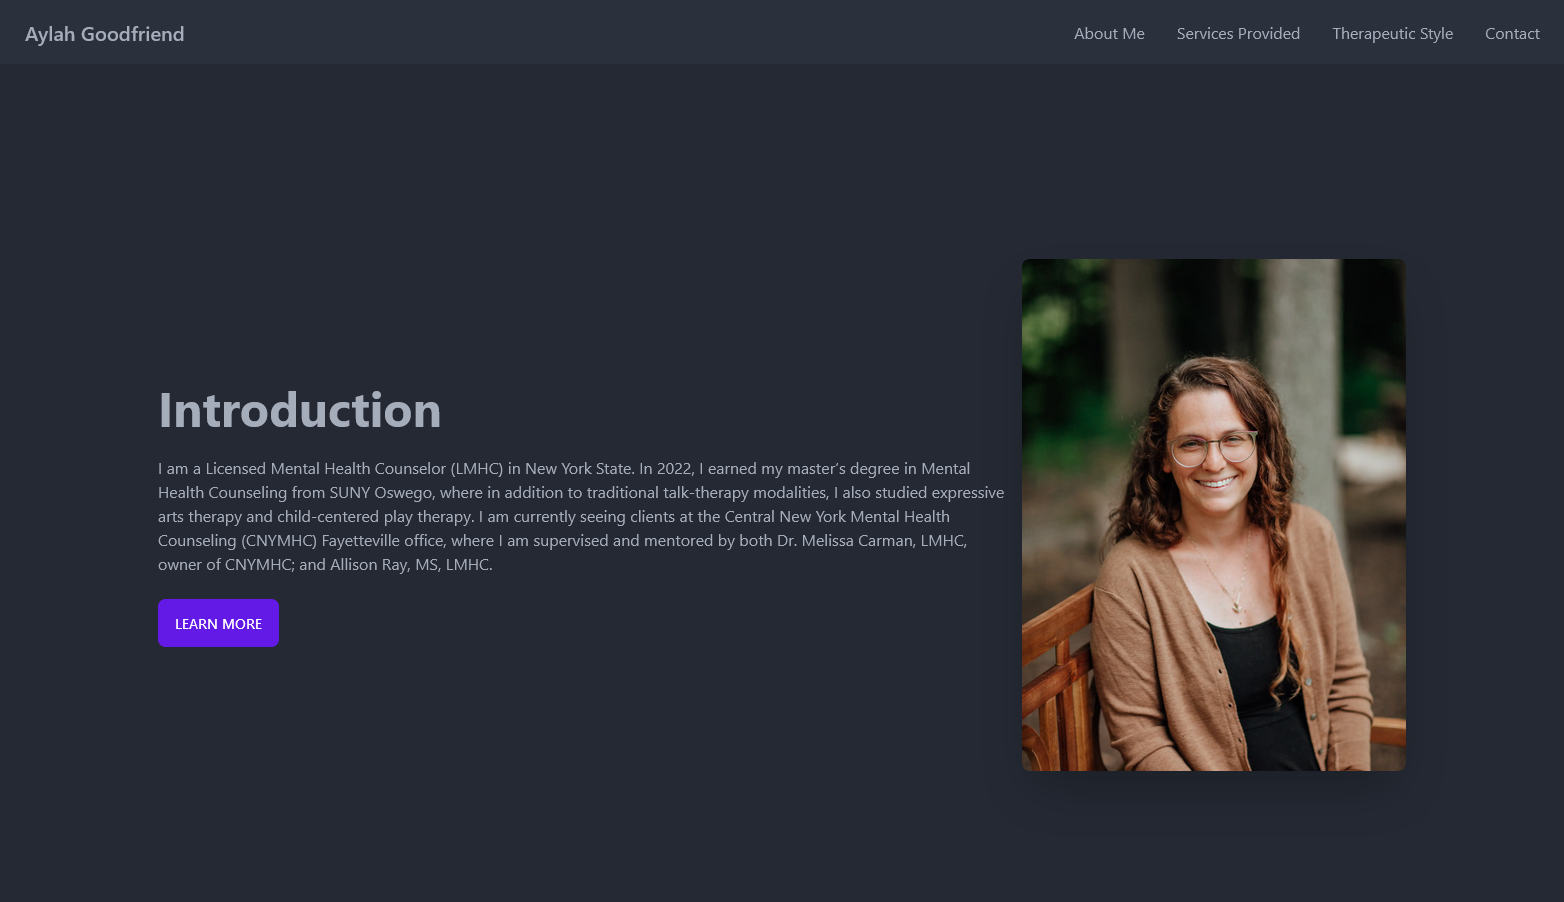 Aylah Goodfriend
About Me
Services Provided
Therapeutic Style
Contact
Introduction
I am a Licensed Mental Health Counselor (LMHC) in New York State. In 2022, I earned my master’s degree in Mental
Health Counseling from SUNY Oswego, where in addition to traditional talk-therapy modalities, I also studied expressive
arts therapy and child-centered play therapy. I am currently seeing clients at the Central New York Mental Health
Counseling (CNYMHC) Fayetteville office, where I am supervised and mentored by both Dr. Melissa Carman, LMHC,
owner of CNYMHC; and Allison Ray, MS, LMHC.
LEARN MORE